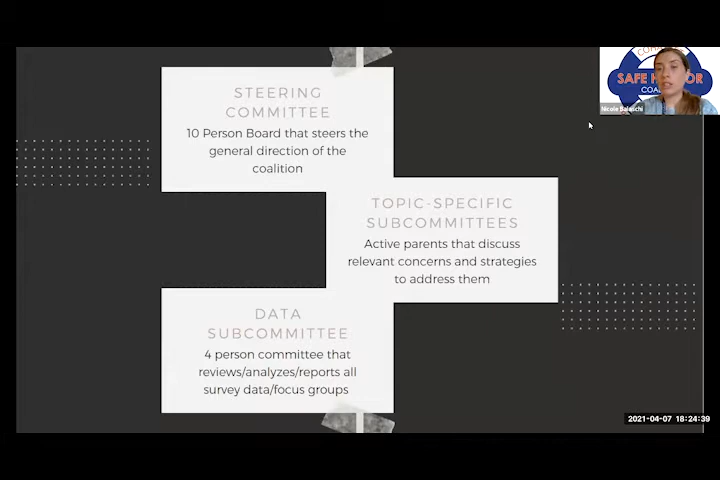 STEERING
COMMITTEE
10 Person Board that steers the
general direction of the
coalition
TOPIC-SPECIFIC
SUBCOMMITTEES
Active parents that discuss
relevant concerns and strategies
to address them
DATA
SUBCOMMITTEE
4 person committee that
reviews/analyzes/reports all
survey data/focus groups
SAFE
2021-04-07 18:24:39